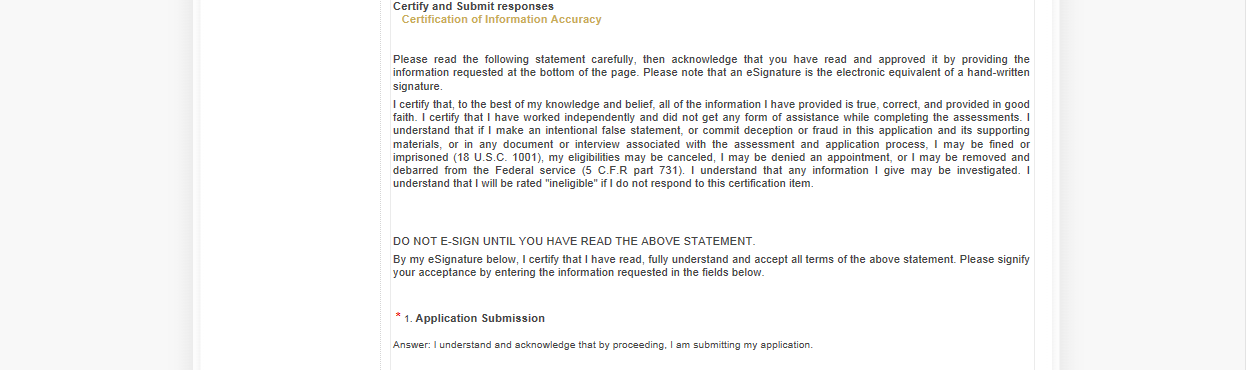 Certify and Submit responses
Certification of Information Accuracy
Please read the following statement carefully, then acknowledge that you have read and approved it by providing the
information requested at the bottom of the page. Please note that an eSignature is the electronic equivalent of a hand-written
signature.
I certify that, to the best of my knowledge and belief, all of the information I have provided is true, correct, and provided in good
faith. I certify that I have worked independently and did not get any form of assistance while completing the assessments. I
understand that if I make an intentional false statement, or commit deception or fraud in this application and its supporting
materials, or in any document or interview associated with the assessment and application process, I may be fined or
imprisoned (18 U.S.C. 1001), my eligibilities may be canceled, I may be denied an appointment, or I may be removed and
debarred from the Federal service (5 C.F.R part 731). I understand that any information I give may be investigated. I
understand that I will be rated "ineligible" if I do not respond to this certification item.
DO NOT E-SIGN UNTIL YOU HAVE READ THE ABOVE STATEMENT.
By my eSignature below, I certify that I have read, fully understand and accept all terms of the above statement. Please signify
your acceptance by entering the information requested in the fields below.
* 1. Application Submission
Answer: I understand and acknowledge that by proceeding, I am submitting my application.